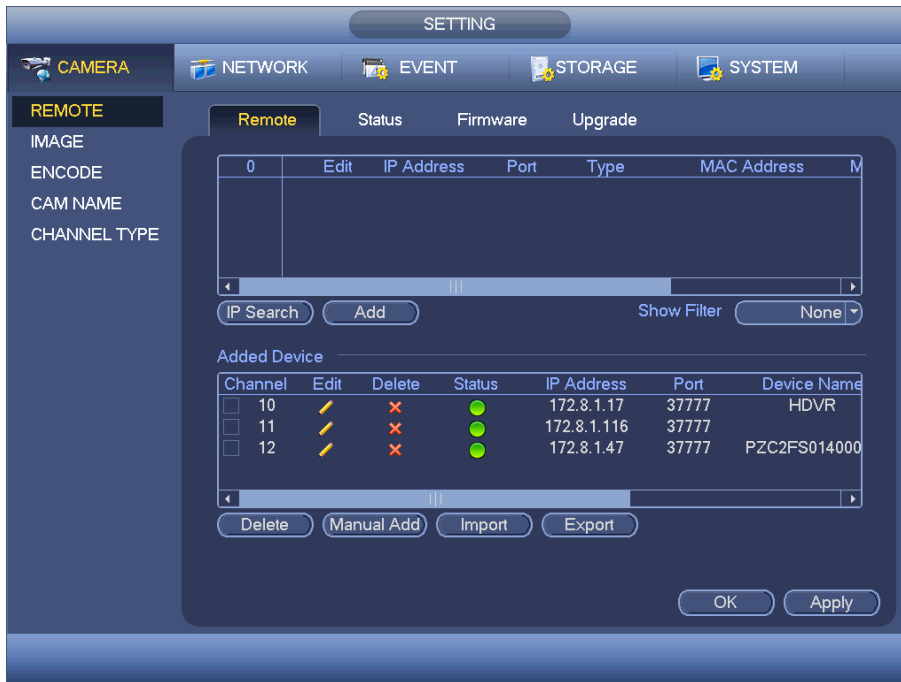 SETTING
CAMERA NETWORK EVENT STORAGE SYSTEM
REMOTE
IMAGE
ENCODE
CAM NAME
CHANNEL TYPE
Remote Status Firmware Upgrade
0 Edit IP Address Port Type MAC Address M
IP Search Add Show Filter None
Added Device
Channel Edit Delete Status IP Address Port Device Name
10 172.8.1.17 37777 HDVR
11 172.8.1.116 37777
12 172.8.1.47 37777 PZC2FS014000
Delete Manual Add Import Export
OK Apply